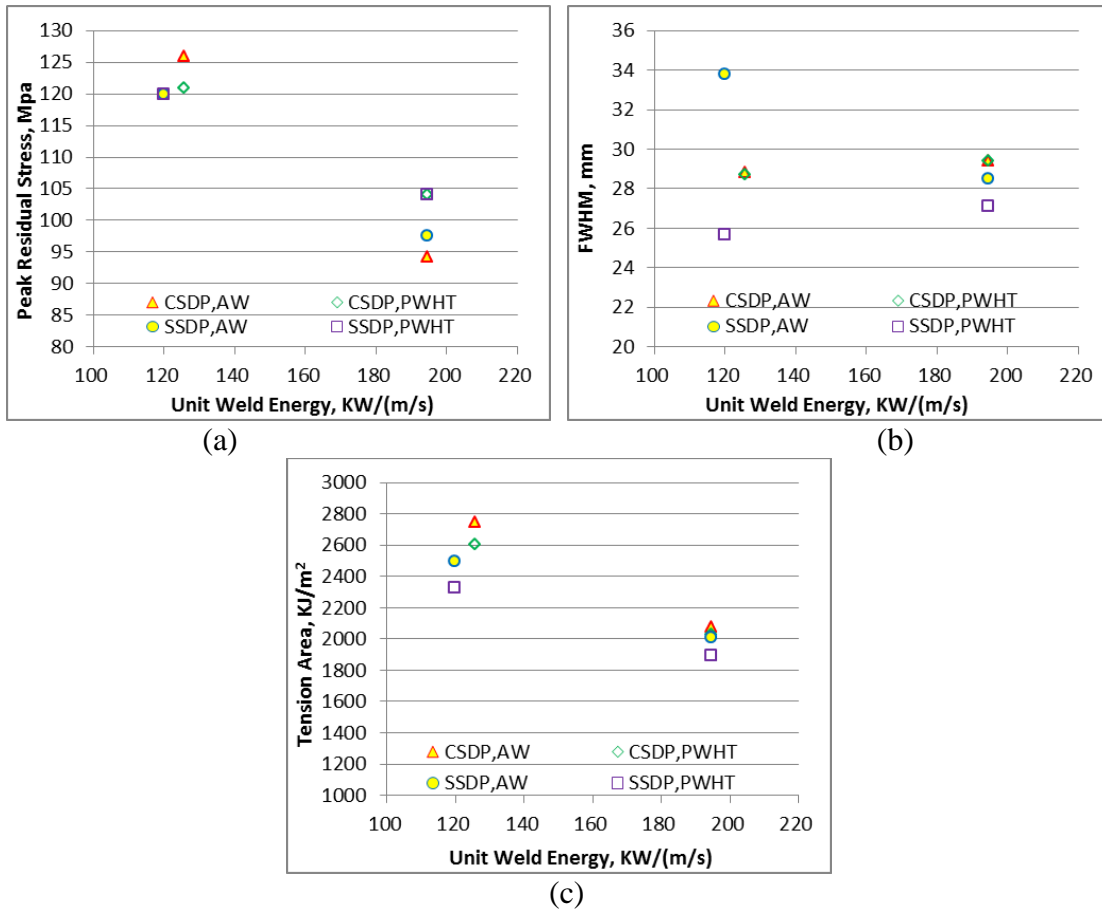 Peak Residual Stress, Mpa
130
125
120
115
110
105
100
95
90
85
80
CSDP,AW
CSDP,PWHT
SSDP,AW
SSDP,PWHT
100 120 140 160 180 200 220
Unit Weld Energy, KW/(m/s)
(a)
FWHM, mm
36
34
32
30
28
26
24
22
20
CSDP,AW
CSDP,PWHT
SSDP,AW
SSDP,PWHT
100 120 140 160 180 200 220
Unit Weld Energy, KW/(m/s)
(b)
Tension Area, KJ/m²
3000
2800
2600
2400
2200
2000
1800
1600
1400
1200
1000
CSDP,AW
CSDP,PWHT
SSDP,AW
SSDP,PWHT
100 120 140 160 180 200 220
Unit Weld Energy, KW/(m/s)
(c)